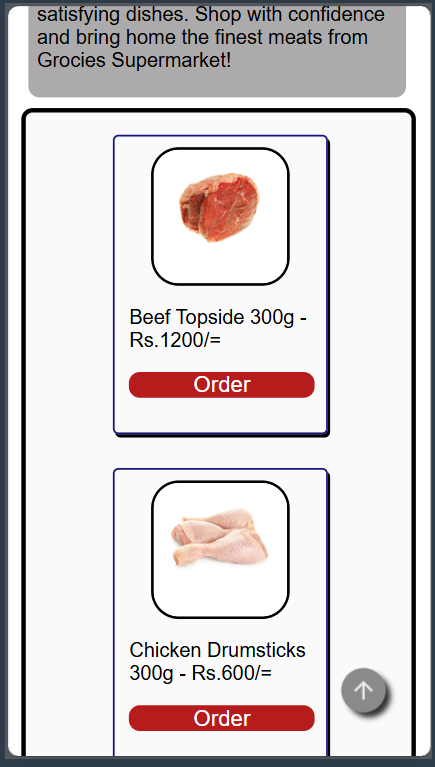 satisfying dishes. Shop with confidence
and bring home the finest meats from
Grocies Supermarket!
Beef Topside 300g -
Rs.1200/=
Order
Chicken Drumsticks
300g - Rs.600/=
Order